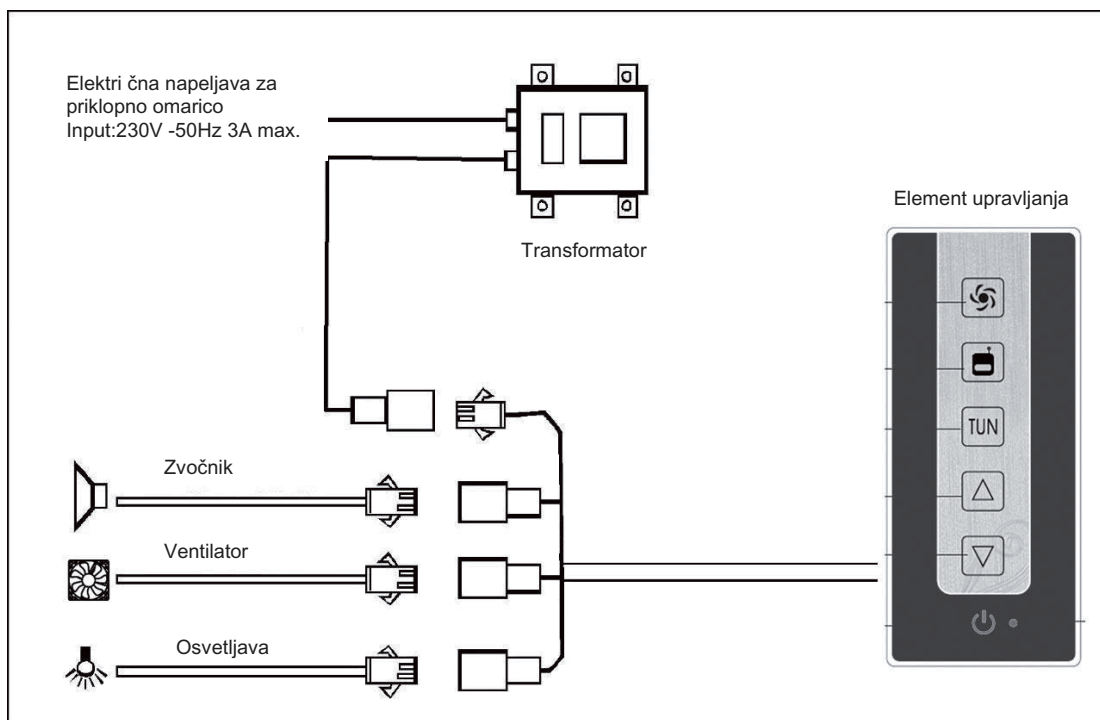 Elektri čna napeljava za
priklopno omarico
Input:230V -50Hz 3A max.
Transformator
Element upravljanja
TUN
Zvočnik
Ventilator
Osvetljava